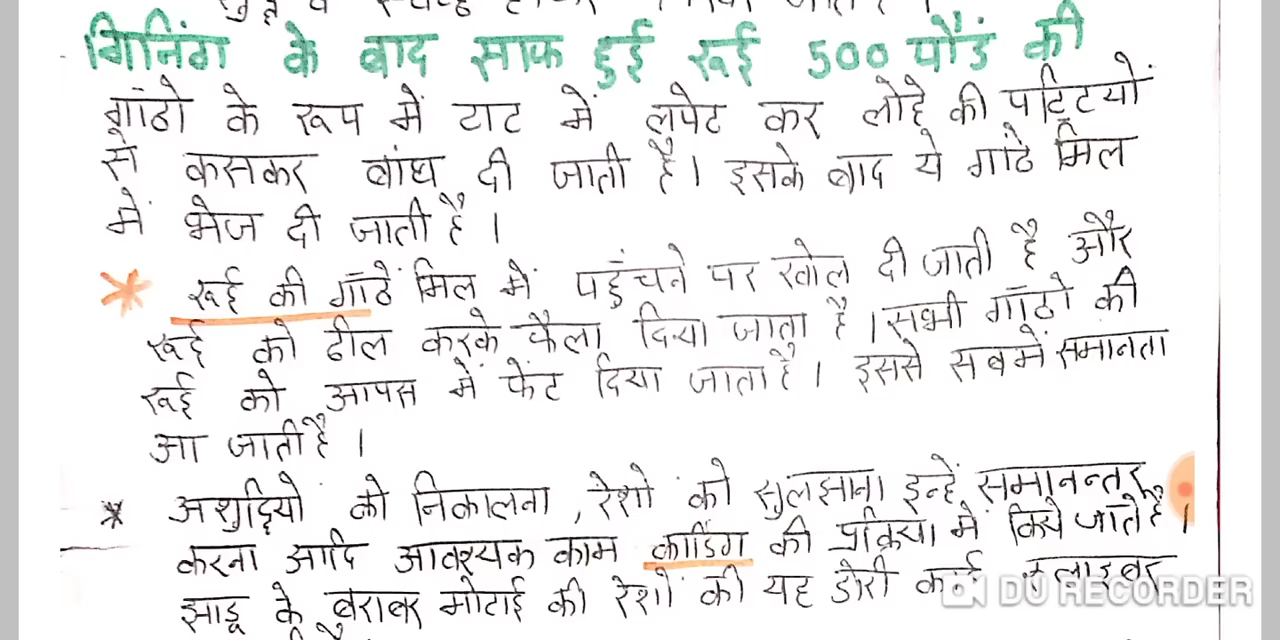 गिनिंग के बाद साफ हुई रूई 500 पौंड की
गांठो के रूप में टाट में लपेट कर लोहे की पट्टियों
से कसकर बांध दी जाती है। इसके बाद ये गांठे मिल
में भेज दी जाती है।
* रूई की गाँठें मिल में पहुंचने पर खोल दी जाती है और
रूई को ढील करके फैला दिया जाता है। सभी गाँठो की
रूई को आपस में फेंट दिया जाता है। इससे सबमें समानता
आ जाती है।
* अशुद्दियो को निकालना, रेशो को सुलझाना इन्हें समानन्तर
करना आदि आवश्यक काम कार्डिंग की प्रक्रिया में किये जाते है।
झाडू के बराबर मोटाई की रेशों की यह डोरी कार्ड स्लाइबर
DU RECORDER